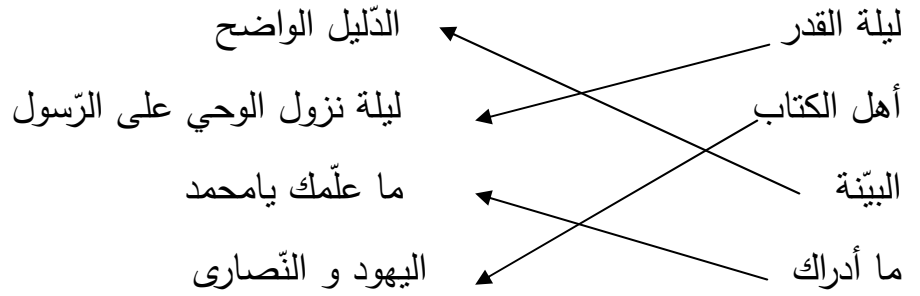 ليلة القدر الدّليل الواضح
أهل الكتاب ليلة نزول الوحي على الرّسول
البيّنة ما علّمك يامحمد
ما أدراك اليهود و النّصارى